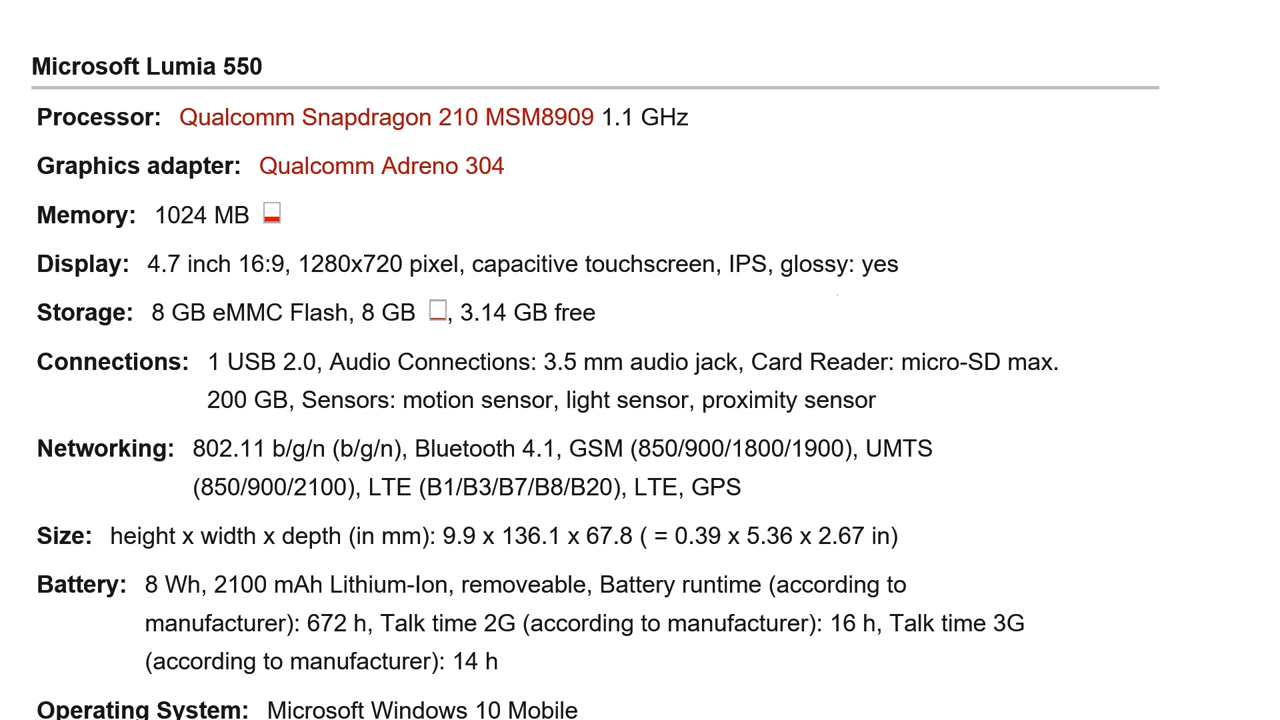 Microsoft Lumia 550
Processor: Qualcomm Snapdragon 210 MSM8909 1.1 GHz
Graphics adapter: Qualcomm Adreno 304
Memory: 1024 MB
Display: 4.7 inch 16:9, 1280x720 pixel, capacitive touchscreen, IPS, glossy: yes
Storage: 8 GB eMMC Flash, 8 GB , 3.14 GB free
Connections: 1 USB 2.0, Audio Connections: 3.5 mm audio jack, Card Reader: micro-SD max.
200 GB, Sensors: motion sensor, light sensor, proximity sensor
Networking: 802.11 b/g/n (b/g/n), Bluetooth 4.1, GSM (850/900/1800/1900), UMTS
(850/900/2100), LTE (B1/B3/B7/B8/B20), LTE, GPS
Size: height x width x depth (in mm): 9.9 x 136.1 x 67.8 ( = 0.39 x 5.36 x 2.67 in)
Battery: 8 Wh, 2100 mAh Lithium-Ion, removeable, Battery runtime (according to
manufacturer): 672 h, Talk time 2G (according to manufacturer): 16 h, Talk time 3G
(according to manufacturer): 14 h
Operating System: Microsoft Windows 10 Mobile